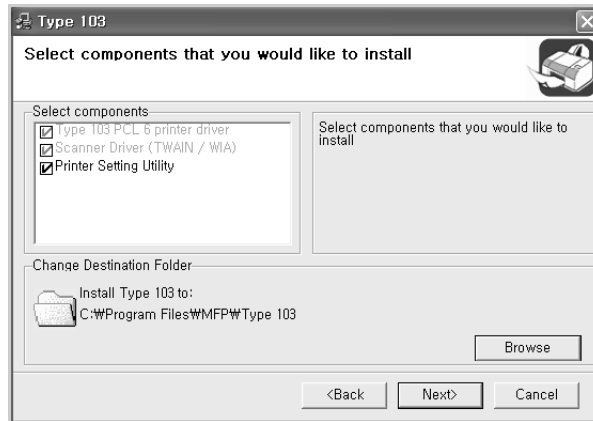 Type 103
Select components that you would like to install
Select components
Type 103 PCL 6 printer driver
Scanner Driver (TWAIN / WIA)
Printer Setting Utility
Select components that you would like to
install
Change Destination Folder
Install Type 103 to:
C:₩Program Files₩MFP₩Type 103
Browse
<Back
Next>
Cancel